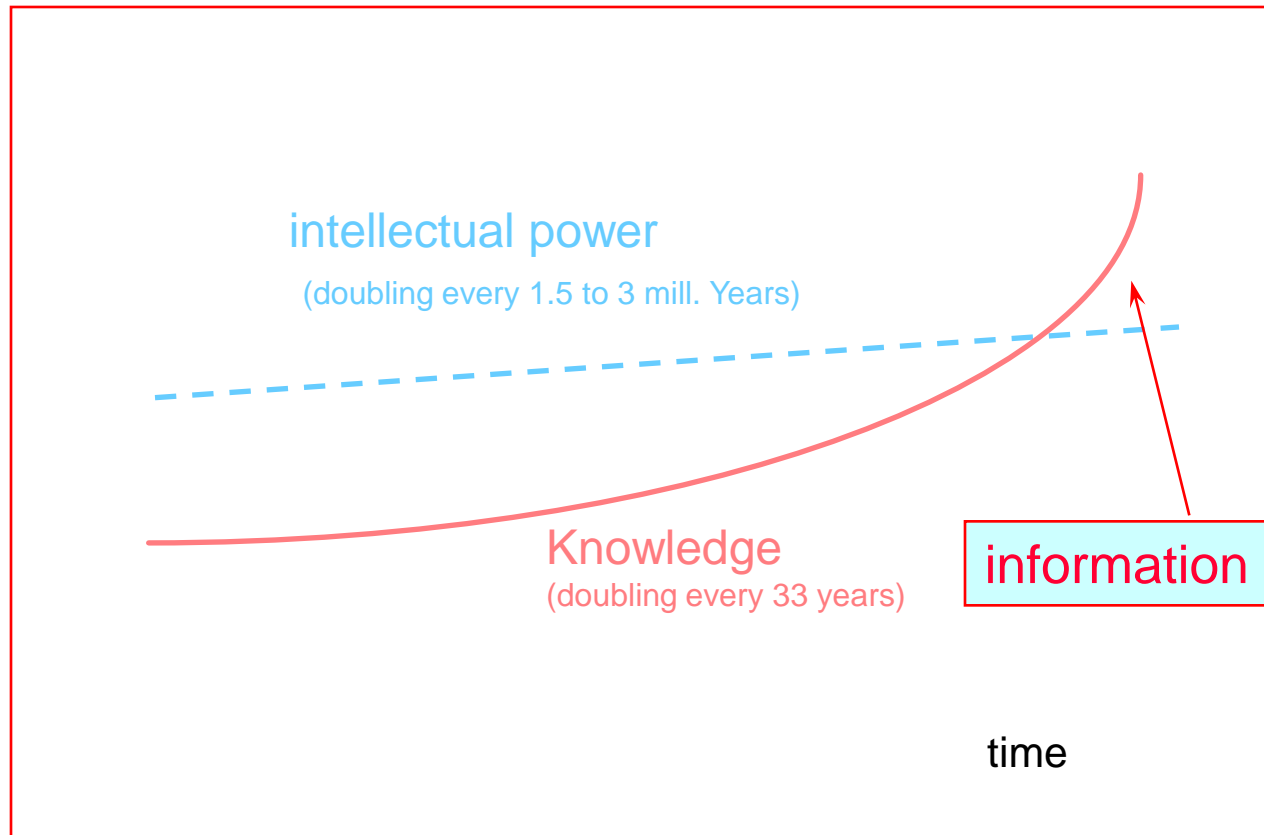 intellectual power
(doubling every 1.5 to 3 mill. Years)
Knowledge
(doubling every 33 years)
information
time